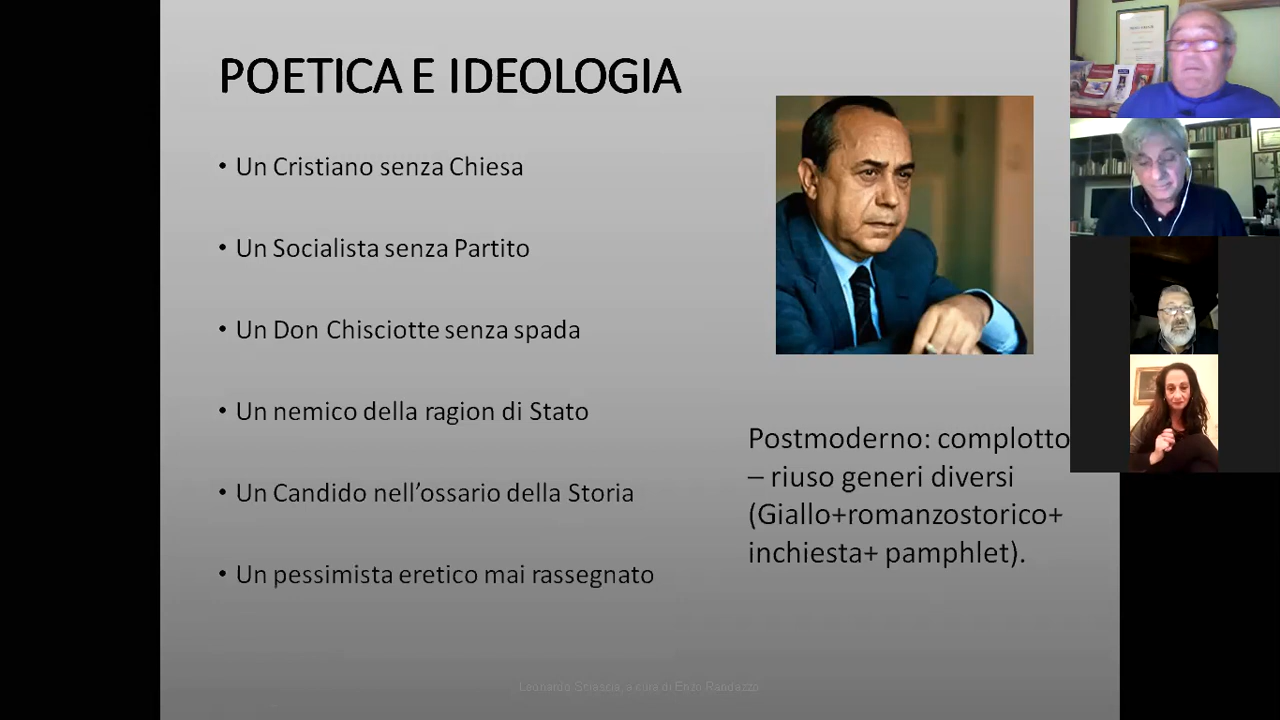 POETICA E IDEOLOGIA
• Un Cristiano senza Chiesa
• Un Socialista senza Partito
• Un Don Chisciotte senza spada
• Un nemico della ragion di Stato
• Un Candido nell’ossario della Storia
• Un pessimista eretico mai rassegnato
Postmoderno: complotto
– riuso generi diversi
(Giallo+romanzostorico+
inchiesta+ pamphlet).
Leonardo Sciascia, a cura di Enzo Randazzo